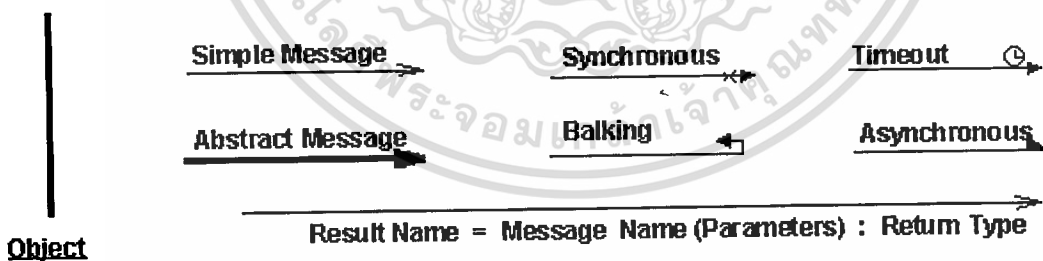 Simple Message
Synchronous
Timeout
Abstract Message
Balking
Asynchronous
Result Name = Message Name (Parameters) : Return Type
Object